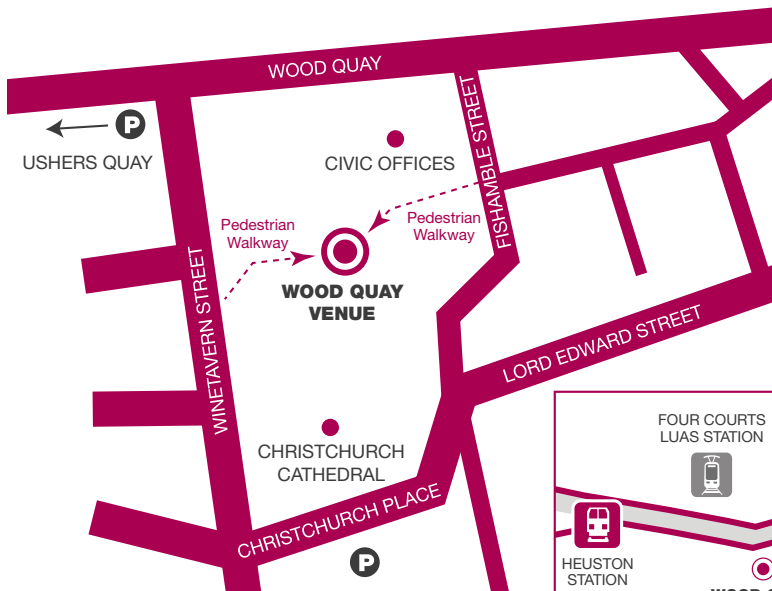 WOOD QUAY
P
USHERS QUAY
CIVIC OFFICES
FISHAMBLE STREET
Pedestrian
Walkway
Pedestrian
Walkway
WOOD QUAY
VENUE
WINETAVERN STREET
LORD EDWARD STREET
CHRISTCHURCH
CATHEDRAL
CHRISTCHURCH PLACE
P
FOUR COURTS
LUAS STATION
HEUSTON
STATION